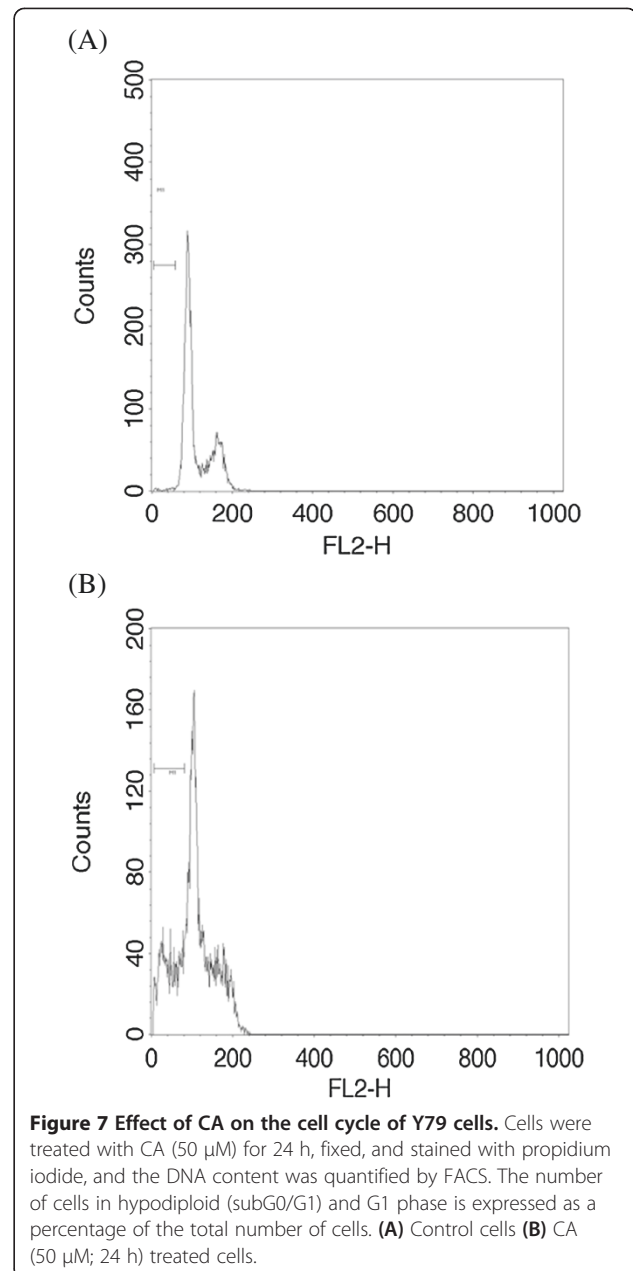 (A)
500
400
300
200
100
0
Counts
0 200 400 600 800 1000
FL2-H
(B)
200
160
120
80
40
0
Counts
0 200 400 600 800 1000
FL2-H
Figure 7 Effect of CA on the cell cycle of Y79 cells. Cells were
treated with CA (50 μM) for 24 h, fixed, and stained with propidium
iodide, and the DNA content was quantified by FACS. The number
of cells in hypodiploid (subG0/G1) and G1 phase is expressed as a
percentage of the total number of cells. (A) Control cells (B) CA
(50 μM; 24 h) treated cells.